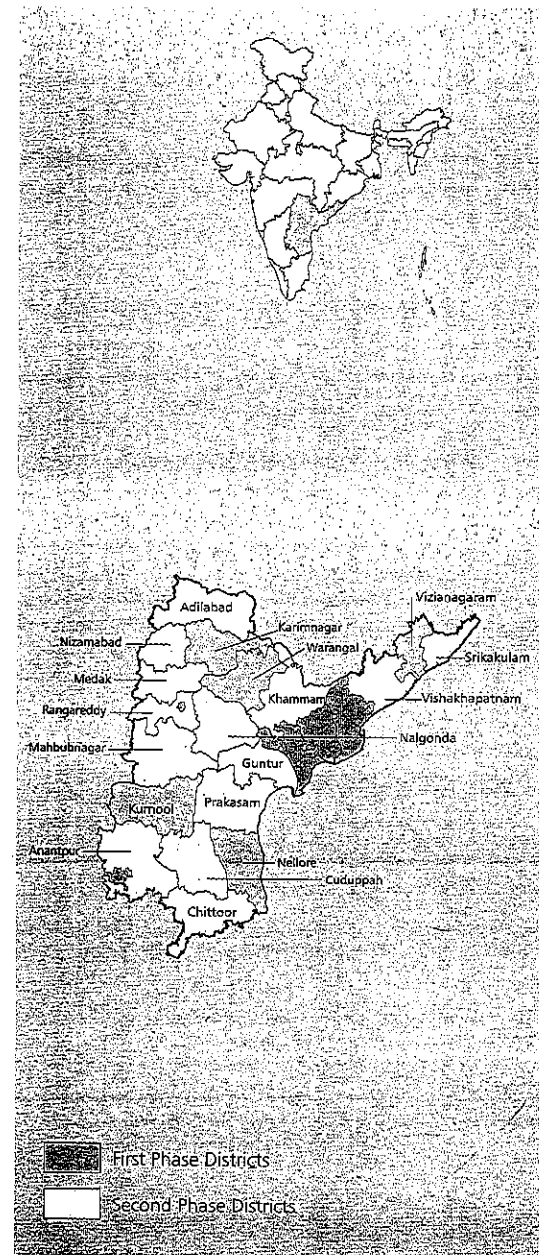 Adilabad
Vizianagaram
Karimnagar
Nizamabad
Warangal
Srikakulam
Medak
Khammam
Vishakhapatnam
Rangareddy
Nalgonda
Mahbubnagar
Guntur
Kurnool
Prakasam
Anantpur
Nellore
Cuduppah
Chittoor
First Phase Districts
Second Phase Districts